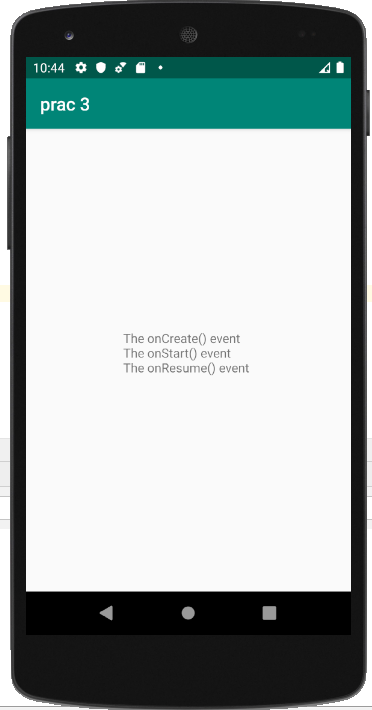 10:44
prac 3
The onCreate() event
The onStart() event
The onResume() event